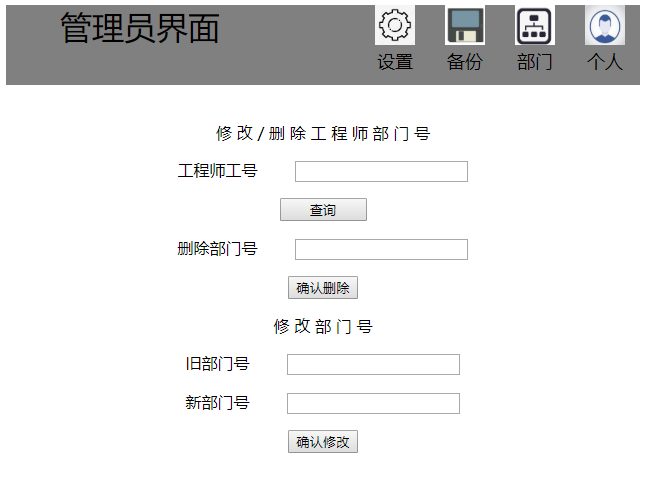 管理员界面
设置 备份 部门 个人
修改/删除工程师部门号
工程师工号
查询
删除部门号
确认删除
修改部门号
旧部门号
新部门号
确认修改